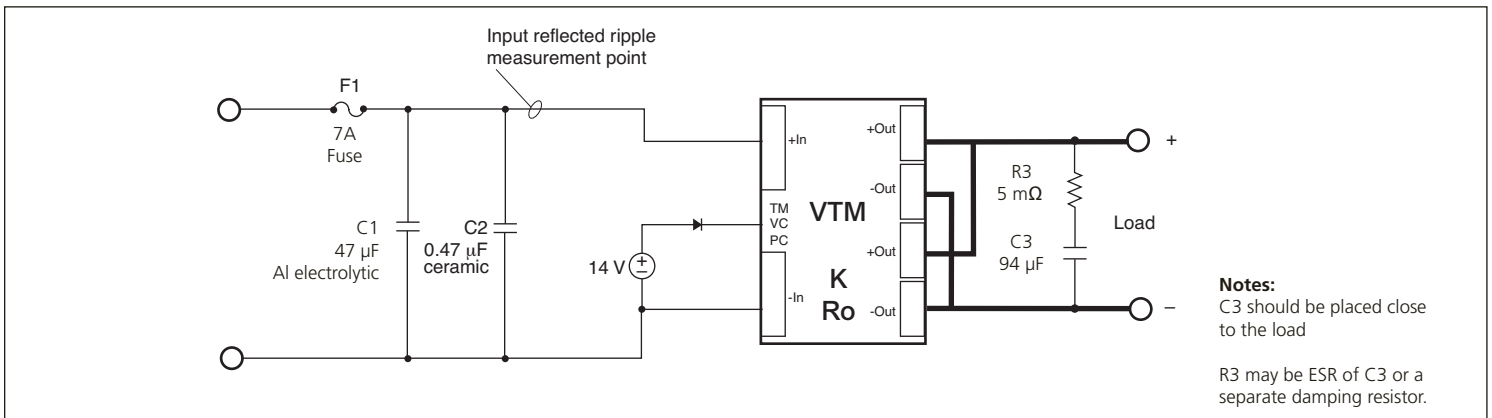 Input reflected ripple
measurement point
F1
7A
Fuse
C1
47 µF
Al electrolytic
C2
0.47 µF
ceramic
14 V
+
–
+In
TM
VC
PC
-In
VTM
K
Ro
+Out
-Out
+Out
-Out
R3
5 mΩ
C3
94 µF
+
Load
–
Notes:
C3 should be placed close
to the load
R3 may be ESR of C3 or a
separate damping resistor.